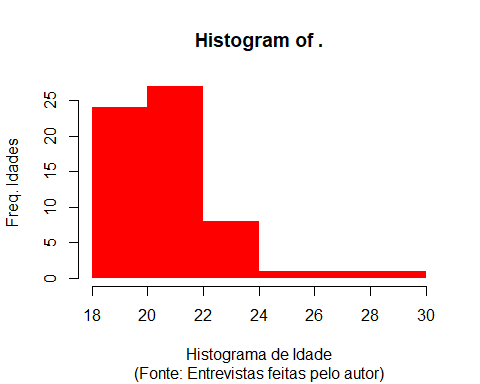 Histogram of .
Freq. Idades
25
20
15
10
5
0
18 20 22 24 26 28 30
Histograma de Idade
(Fonte: Entrevistas feitas pelo autor)